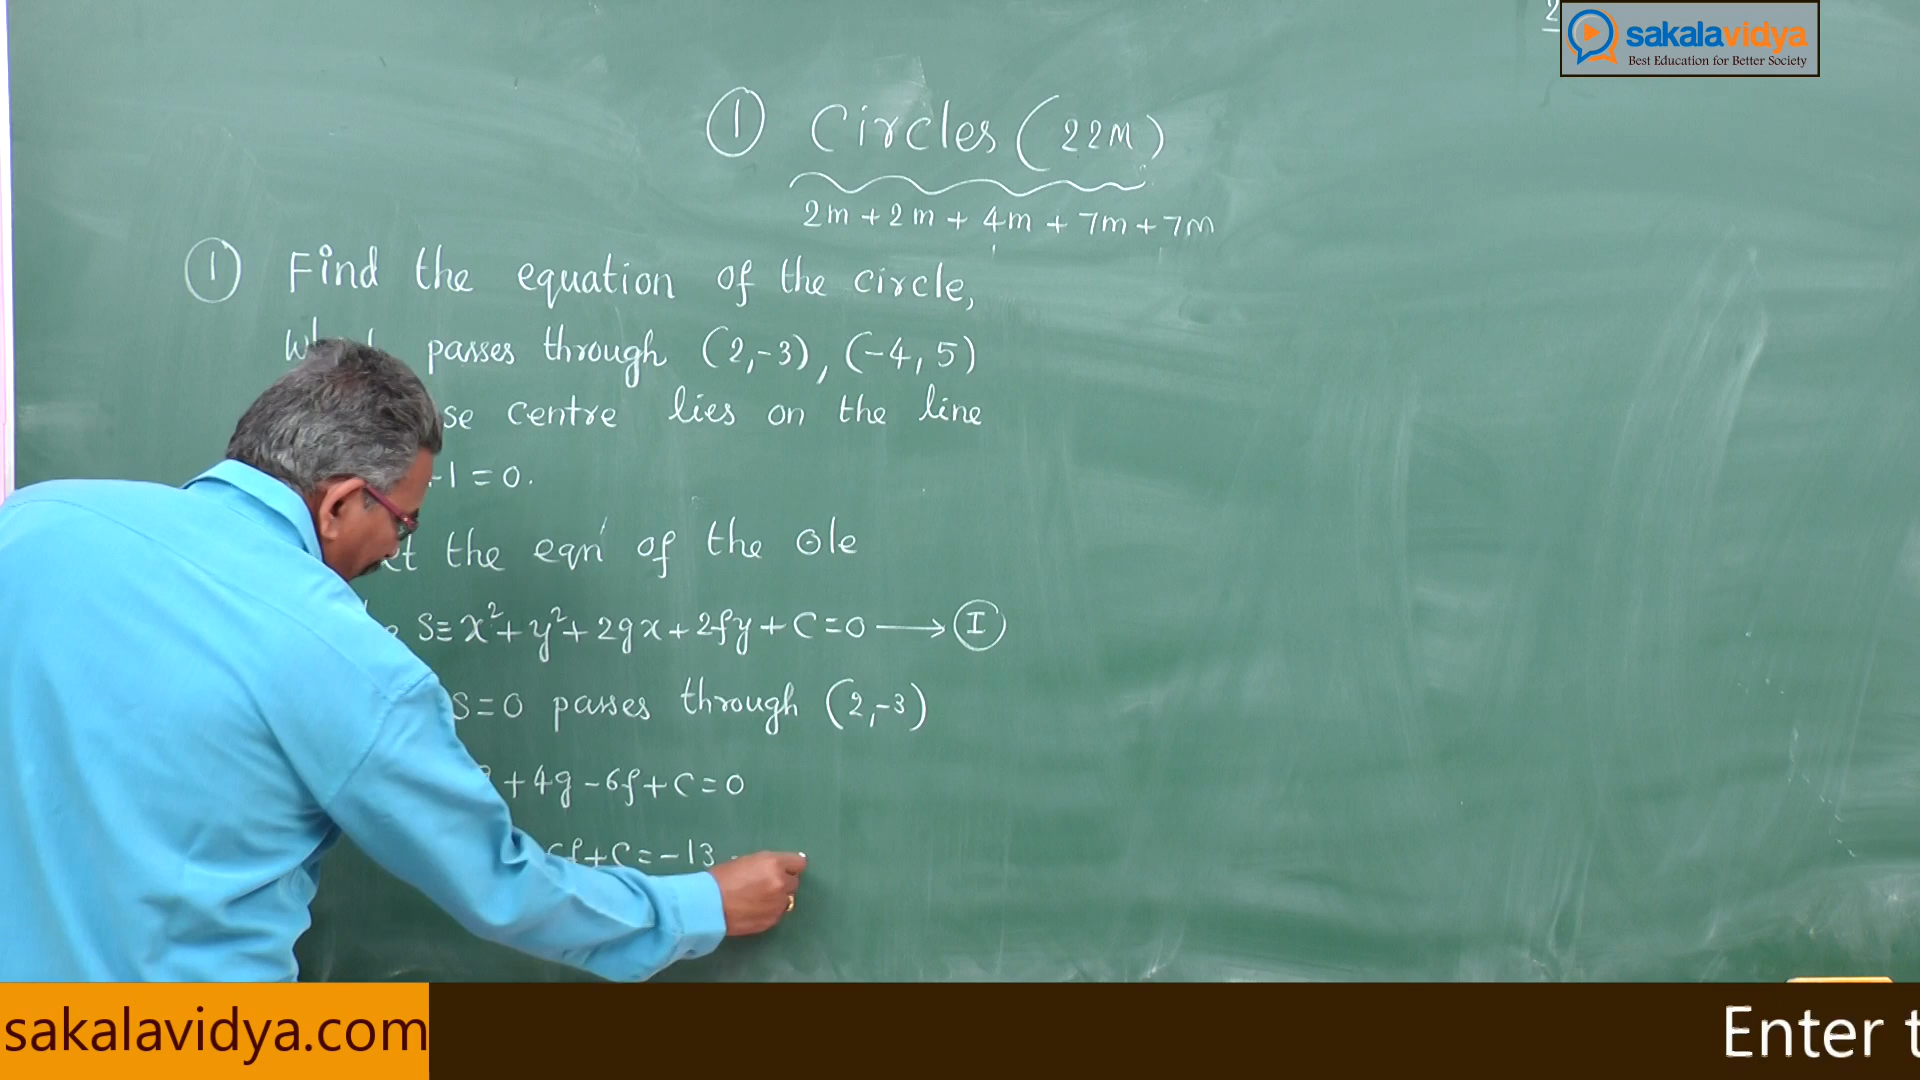 2
sakalavidya
Best Education for Better Society
① Circles (22M)
2m + 2m + 4m + 7m + 7m
① Find the equation of the circle,
passes through (2,-3), (-4, 5)
se centre lies on the line
-1 = 0.
the eqn of the ⊙le
S≡x²+y²+2gx+2fy+C=0 ⟶ Ⓘ
S=0 passes through (2,-3)
+4g-6f+C=0
6f+C=-13
sakalavidya.com
Enter t